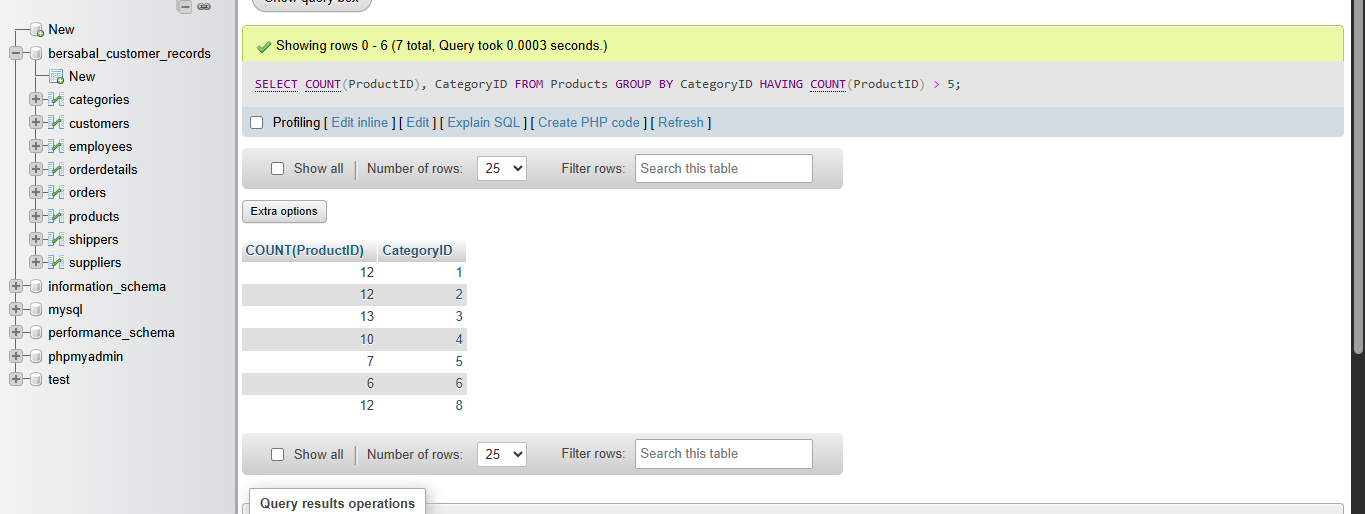 Show query box
New
bersabal_customer_records
New
categories
customers
employees
orderdetails
orders
products
shippers
suppliers
information_schema
mysql
performance_schema
phpmyadmin
test
Showing rows 0 - 6 (7 total, Query took 0.0003 seconds.)
SELECT COUNT(ProductID), CategoryID FROM Products GROUP BY CategoryID HAVING COUNT(ProductID) > 5;
Profiling [ Edit inline ] [ Edit ] [ Explain SQL ] [ Create PHP code ] [ Refresh ]
Show all | Number of rows: 25 Filter rows: Search this table
Extra options
COUNT(ProductID) CategoryID
12 1
12 2
13 3
10 4
7 5
6 6
12 8
Show all | Number of rows: 25 Filter rows: Search this table
Query results operations